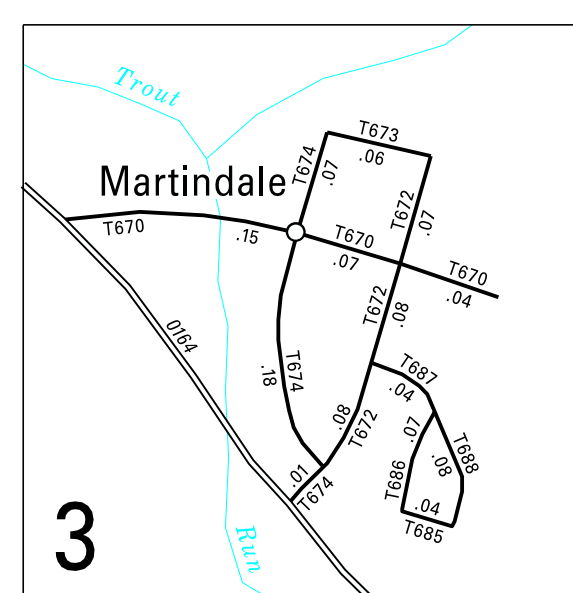 Trout
T673
.06
T674
.07
Martindale
T672
.07
T670
.15
T670
.07
T670
.04
T672
.08
0164
T674
.18
T687
.04
.08
T672
.07
T688
.08
T686
.01
T674
.04
T685
3
Run